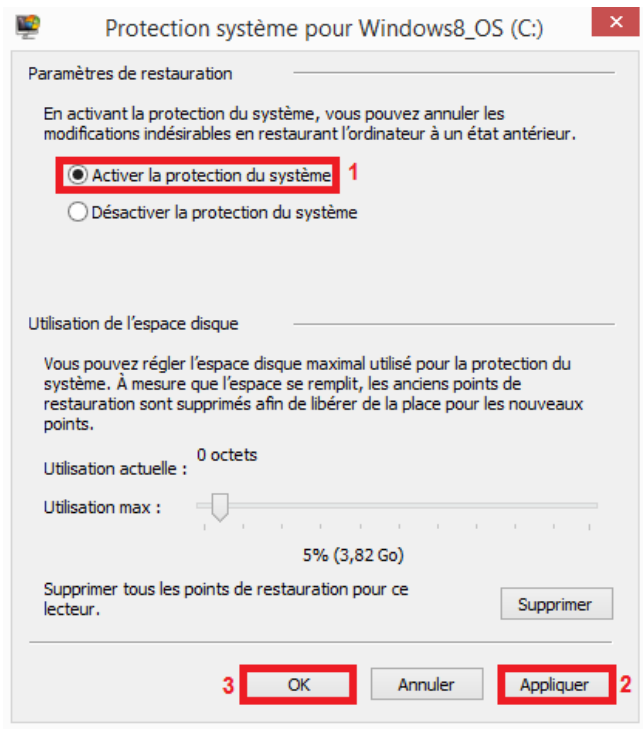 Protection système pour Windows8_OS (C:)
Paramètres de restauration
En activant la protection du système, vous pouvez annuler les
modifications indésirables en restaurant l'ordinateur à un état antérieur.
Activer la protection du système 1
Désactiver la protection du système
Utilisation de l'espace disque
Vous pouvez régler l'espace disque maximal utilisé pour la protection du
système. À mesure que l'espace se remplit, les anciens points de
restauration sont supprimés afin de libérer de la place pour les nouveaux
points.
Utilisation actuelle : 0 octets
Utilisation max :
5% (3,82 Go)
Supprimer tous les points de restauration pour ce
lecteur.
Supprimer
3 OK Annuler Appliquer 2